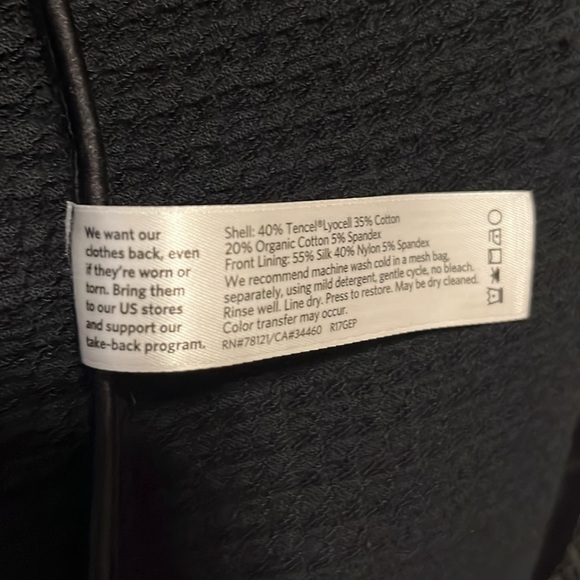 We want our
clothes back, even
if they're worn or
torn. Bring them
to our US stores
and support our
take-back program.
Shell: 40% Tencel®Lyocell 35% Cotton
20% Organic Cotton 5% Spandex
Front Lining: 55% Silk 40% Nylon 5% Spandex
We recommend machine wash cold in a mesh bag,
separately, using mild detergent, gentle cycle, no bleach.
Rinse well. Line dry. Press to restore. May be dry cleaned.
Color transfer may occur.
RN#78121/CA#34460 R17GEP